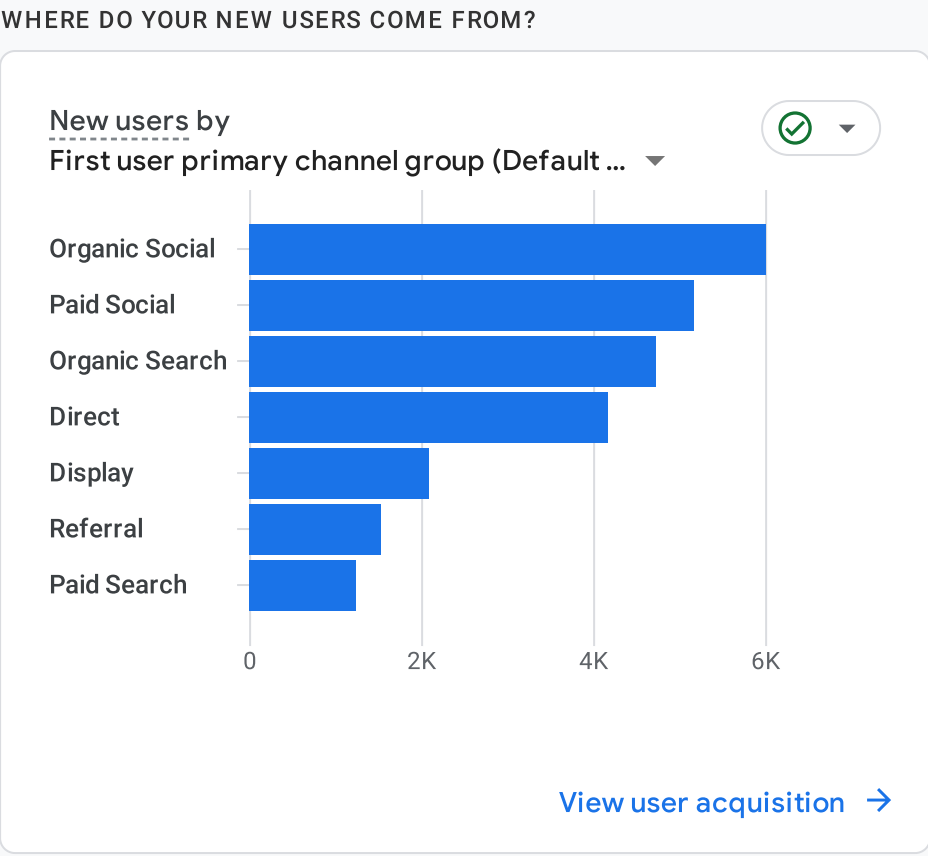 WHERE DO YOUR NEW USERS COME FROM?
New users by
First user primary channel group (Default ...
Organic Social
Paid Social
Organic Search
Direct
Display
Referral
Paid Search
0 2K 4K 6K
View user acquisition